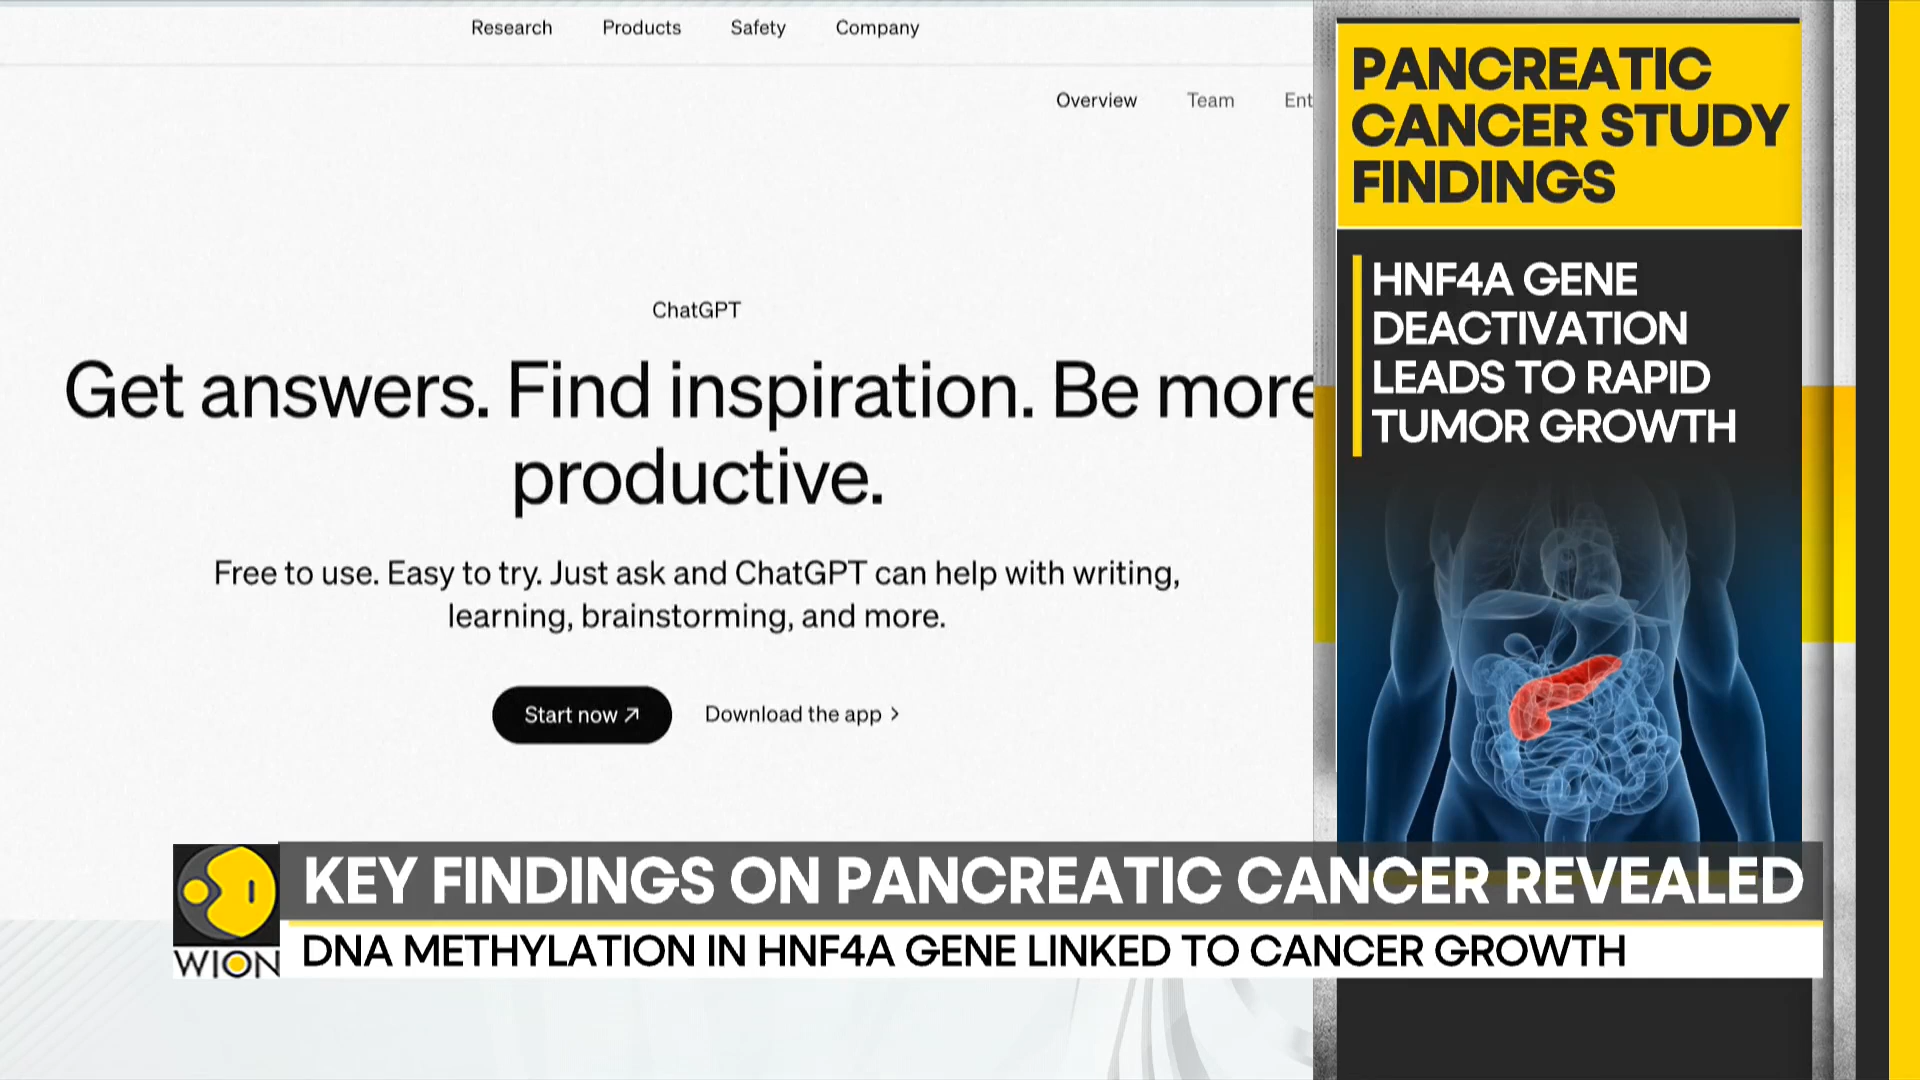 Research Products Safety Company
Overview Team Ent
ChatGPT
Get answers. Find inspiration. Be more
productive.
Free to use. Easy to try. Just ask and ChatGPT can help with writing,
learning, brainstorming, and more.
Start now ↗ Download the app >
PANCREATIC
CANCER STUDY
FINDINGS
HNF4A GENE
DEACTIVATION
LEADS TO RAPID
TUMOR GROWTH
KEY FINDINGS ON PANCREATIC CANCER REVEALED
DNA METHYLATION IN HNF4A GENE LINKED TO CANCER GROWTH
WION